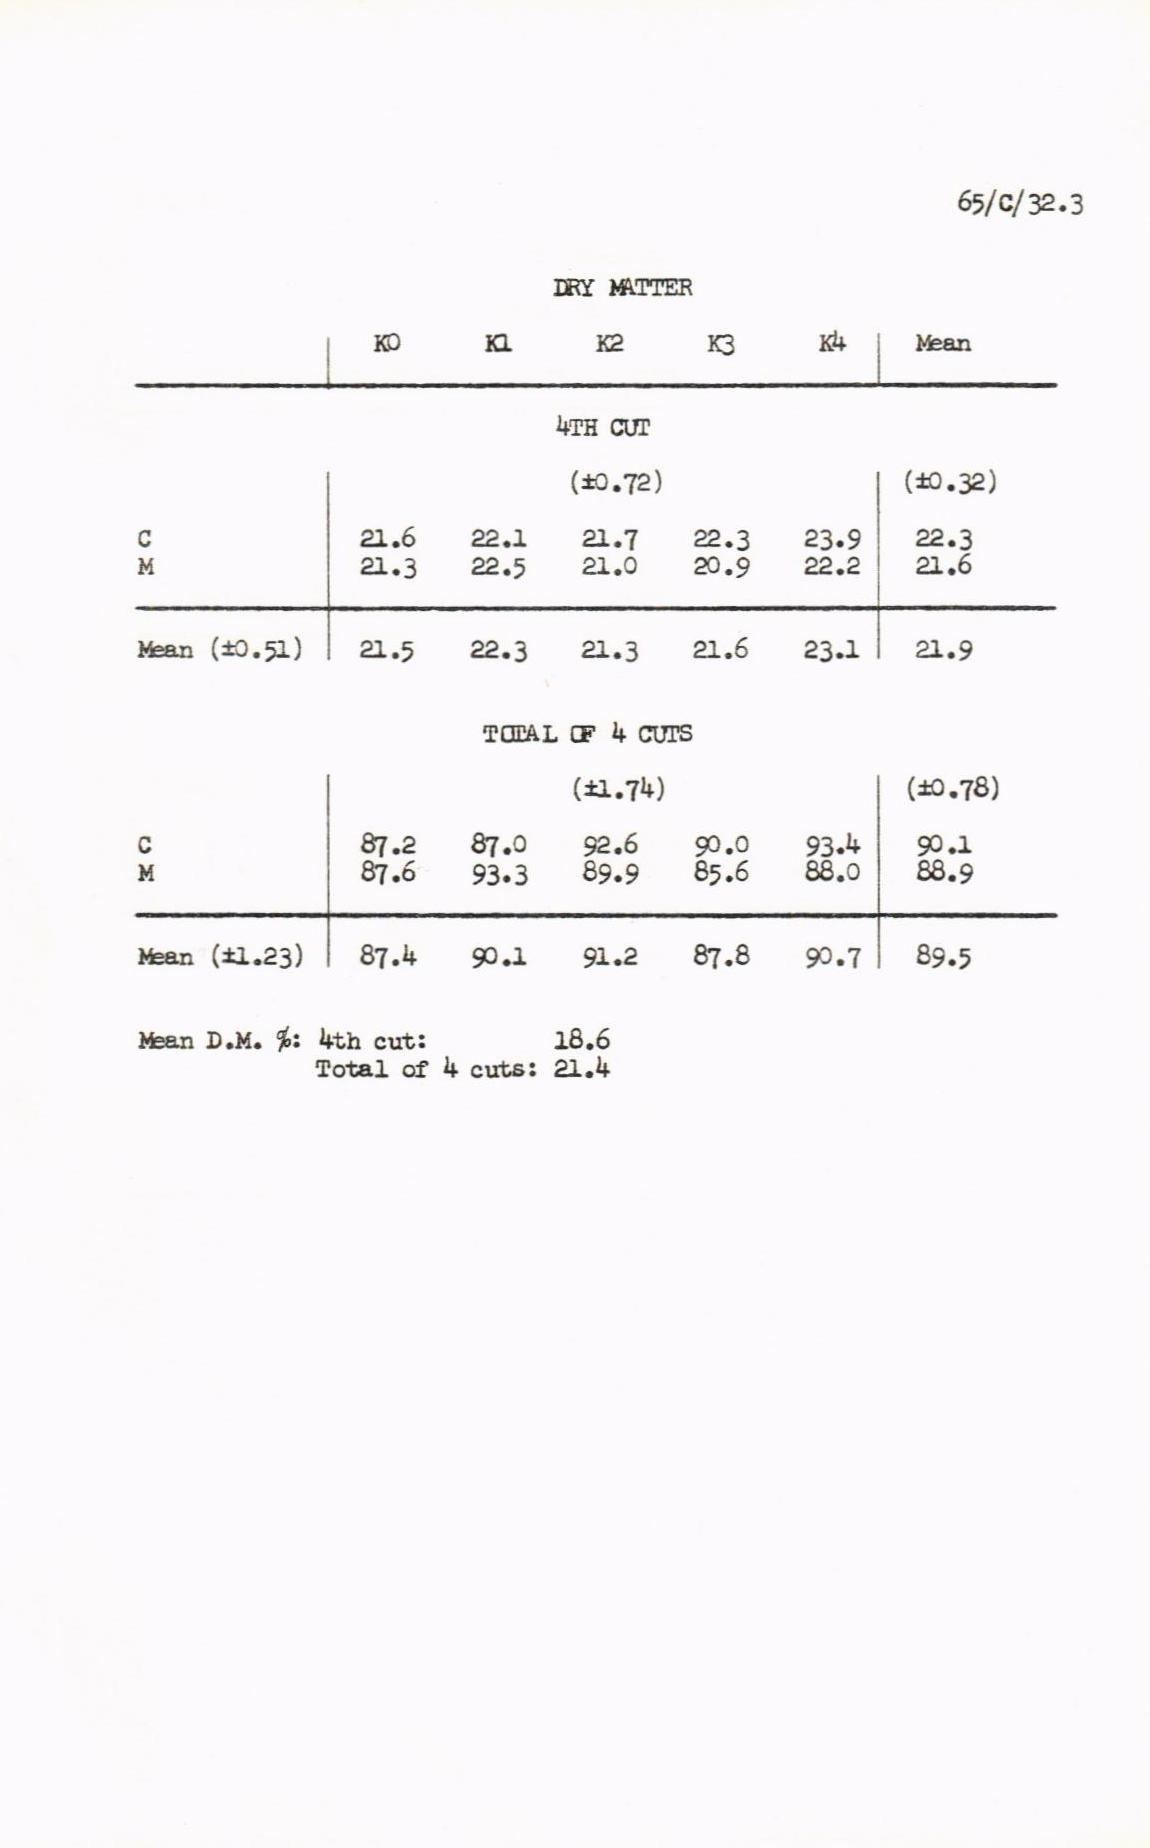 65/C/32.3
DRY MATTER
K0 K1 K2 K3 K4 Mean
4TH CUT
(±0.72) (±0.32)
C 21.6 22.1 21.7 22.3 23.9 22.3
M 21.3 22.5 21.0 20.9 22.2 21.6
Mean (±0.51) 21.5 22.3 21.3 21.6 23.1 21.9
TOTAL OF 4 CUTS
(±1.74) (±0.78)
C 87.2 87.0 92.6 90.0 93.4 90.1
M 87.6 93.3 89.9 85.6 88.0 88.9
Mean (±1.23) 87.4 90.1 91.2 87.8 90.7 89.5
Mean D.M. %: 4th cut: 18.6
Total of 4 cuts: 21.4